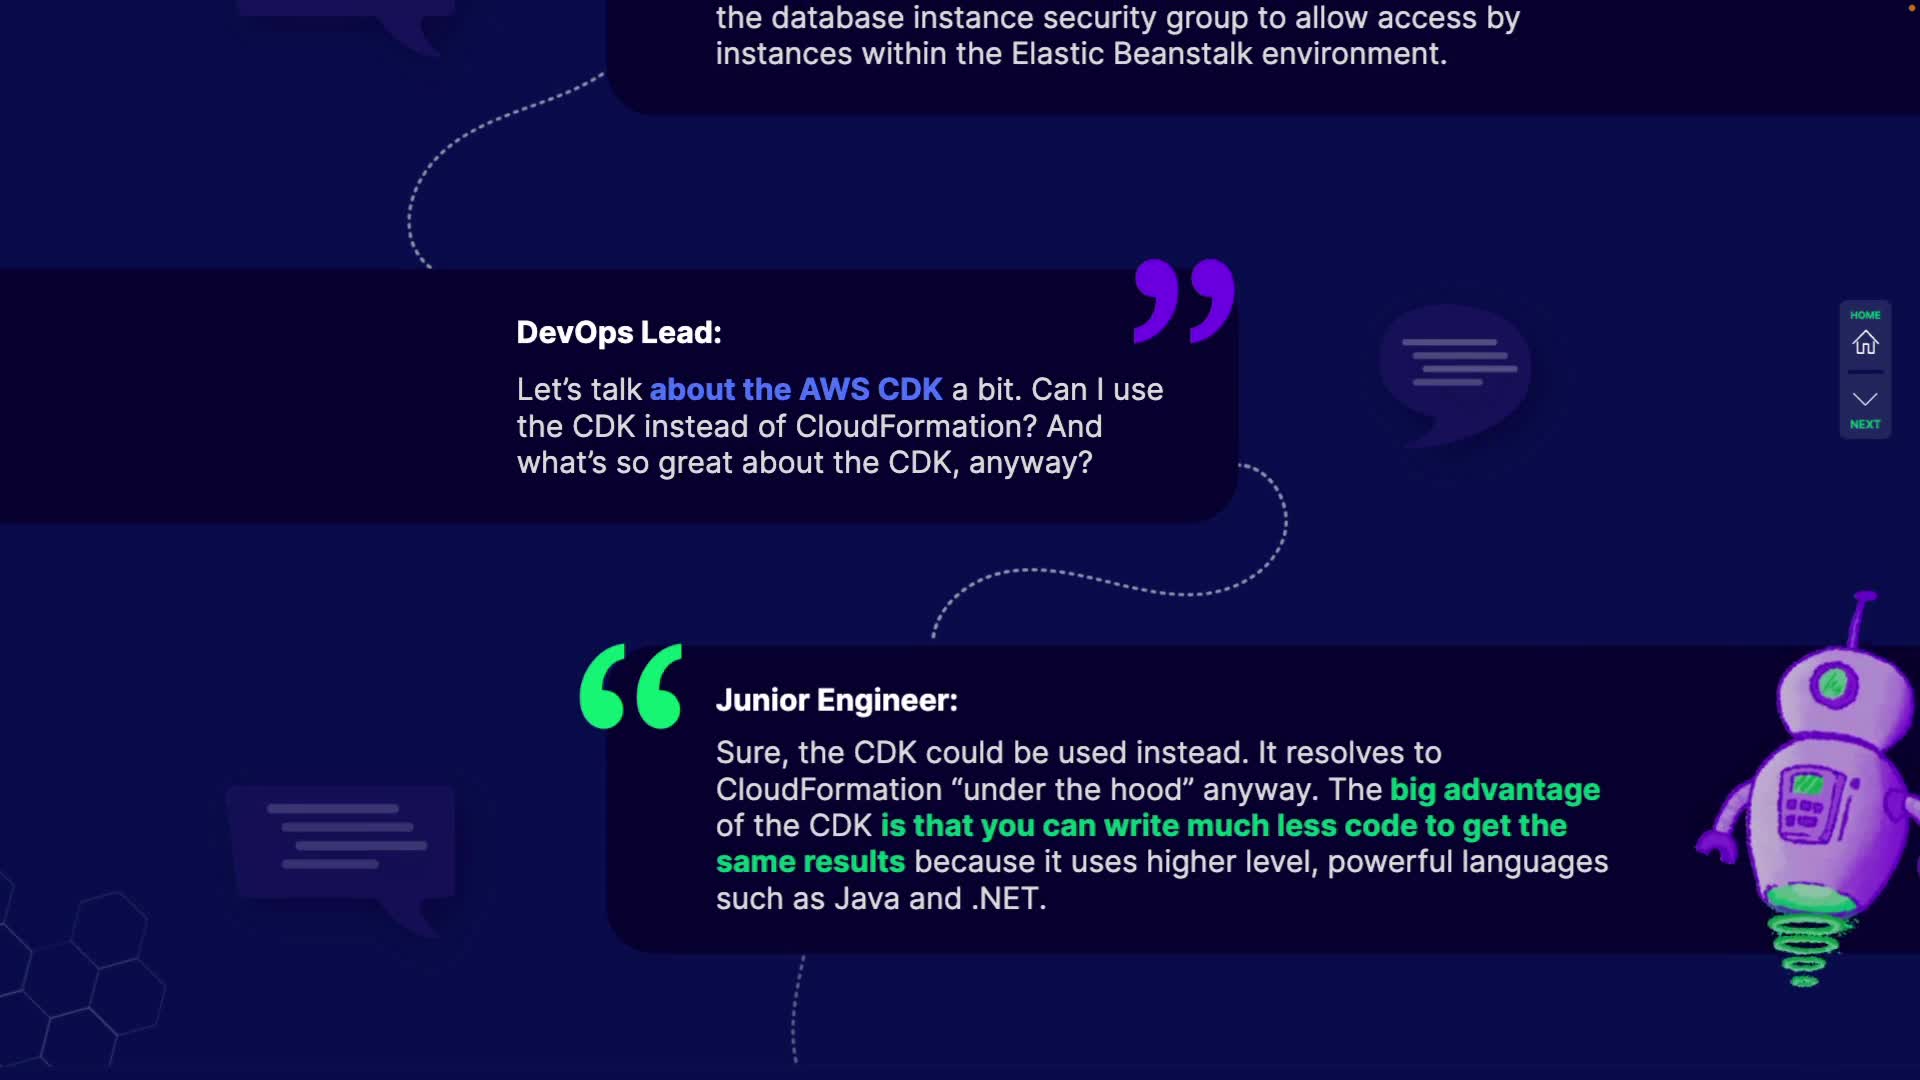 the database instance security group to allow access by
instances within the Elastic Beanstalk environment.
DevOps Lead:
Let’s talk about the AWS CDK a bit. Can I use
the CDK instead of CloudFormation? And
what’s so great about the CDK, anyway?
HOME
NEXT
Junior Engineer:
Sure, the CDK could be used instead. It resolves to
CloudFormation “under the hood” anyway. The big advantage
of the CDK is that you can write much less code to get the
same results because it uses higher level, powerful languages
such as Java and .NET.